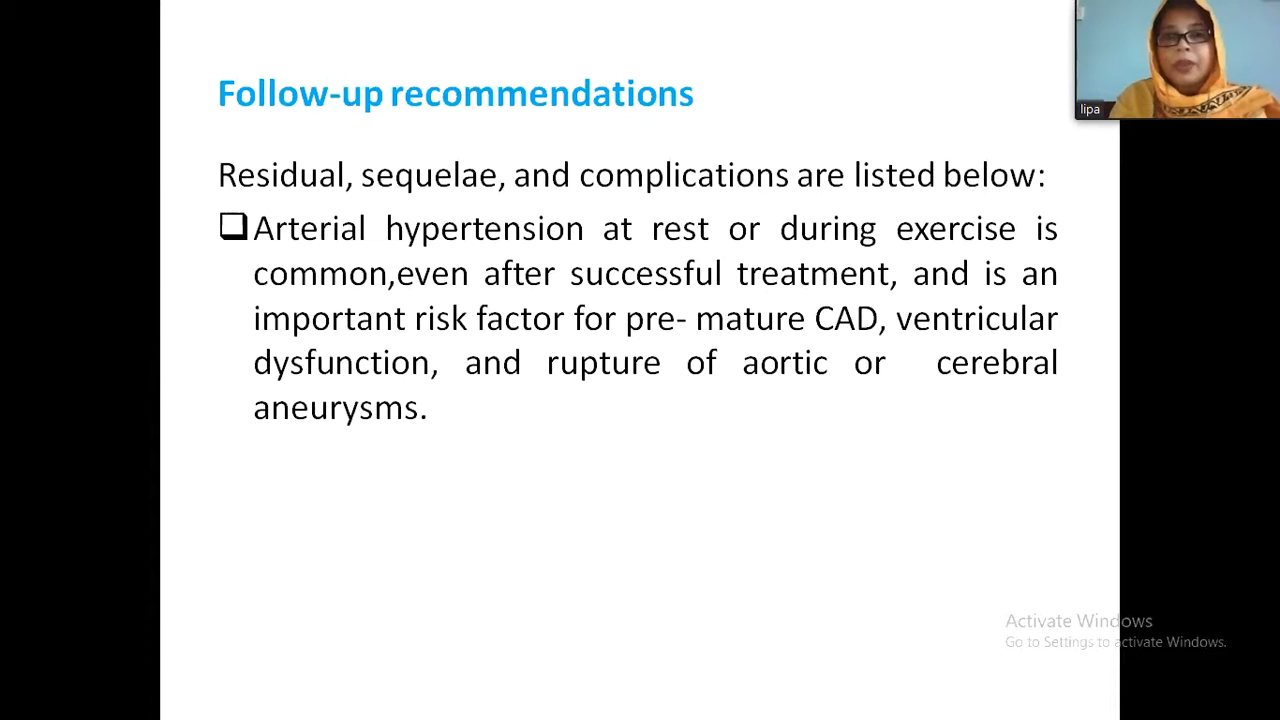 Follow-up recommendations
lipa
Residual, sequelae, and complications are listed below:
❑Arterial hypertension at rest or during exercise is
common,even after successful treatment, and is an
important risk factor for pre- mature CAD, ventricular
dysfunction, and rupture of aortic or cerebral
aneurysms.
Activate Windows
Go to Settings to activate Windows.